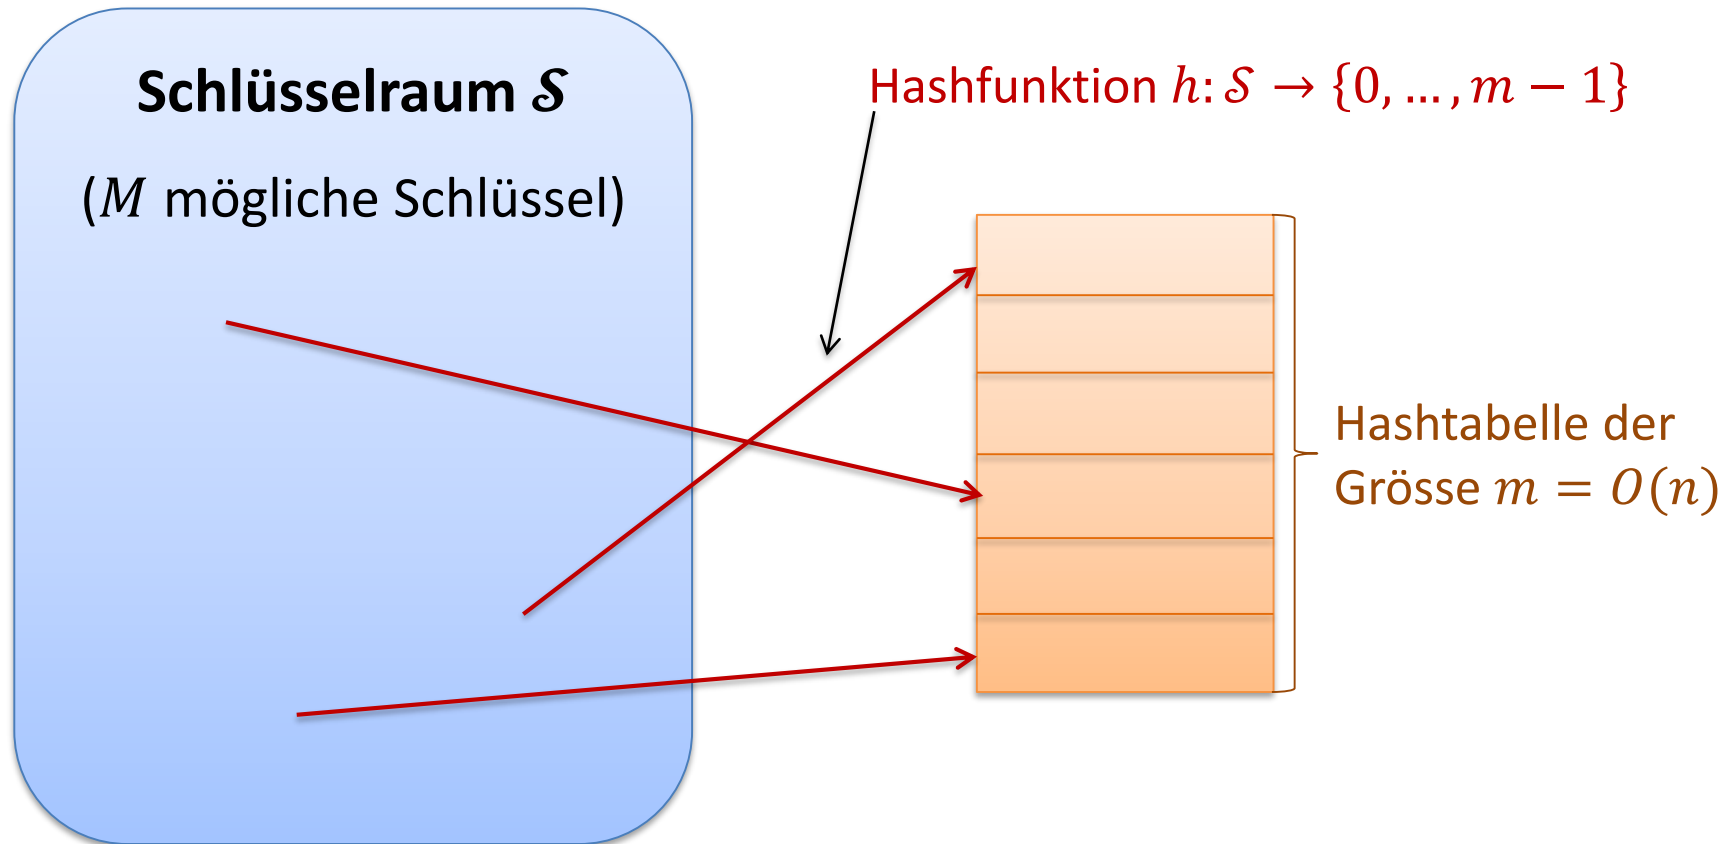 Schlüsselraum 𝒮
(M mögliche Schlüssel)
Hashfunktion h: 𝒮 → {0, … , m − 1}
Hashtabelle der
Grösse m = O(n)